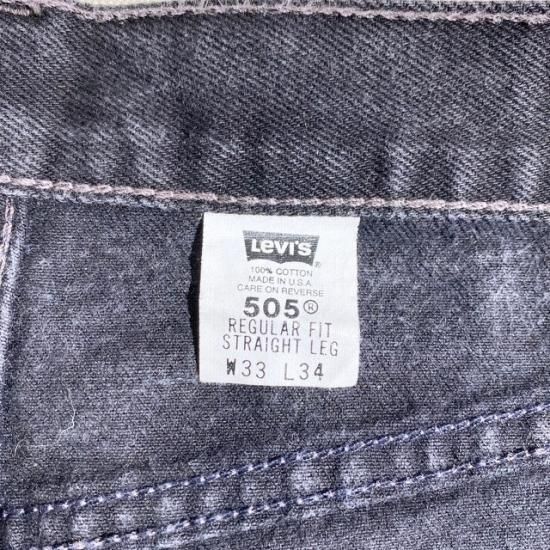 LEVI'S ®
100% COTTON
MADE IN U.S.A
CARE ON REVERSE
505®
REGULAR FIT
STRAIGHT LEG
W33 L34